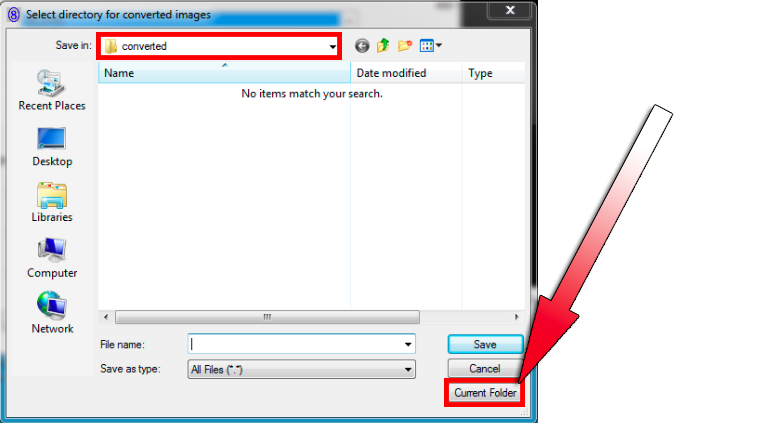 Select directory for converted images
Save in: converted
Name Date modified Type
No items match your search.
Recent Places
Desktop
Libraries
Computer
Network
File name: Save
Save as type: All Files (*.*) Cancel
Current Folder